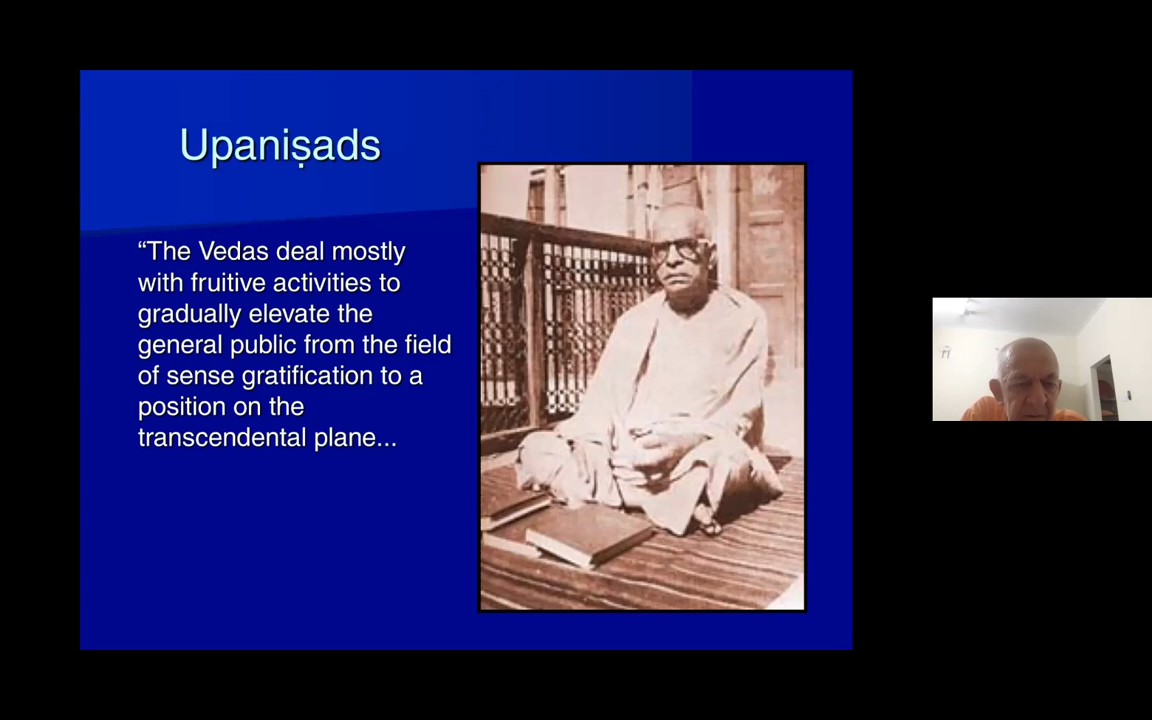 Upaniṣads
“The Vedas deal mostly
with fruitive activities to
gradually elevate the
general public from the field
of sense gratification to a
position on the
transcendental plane...